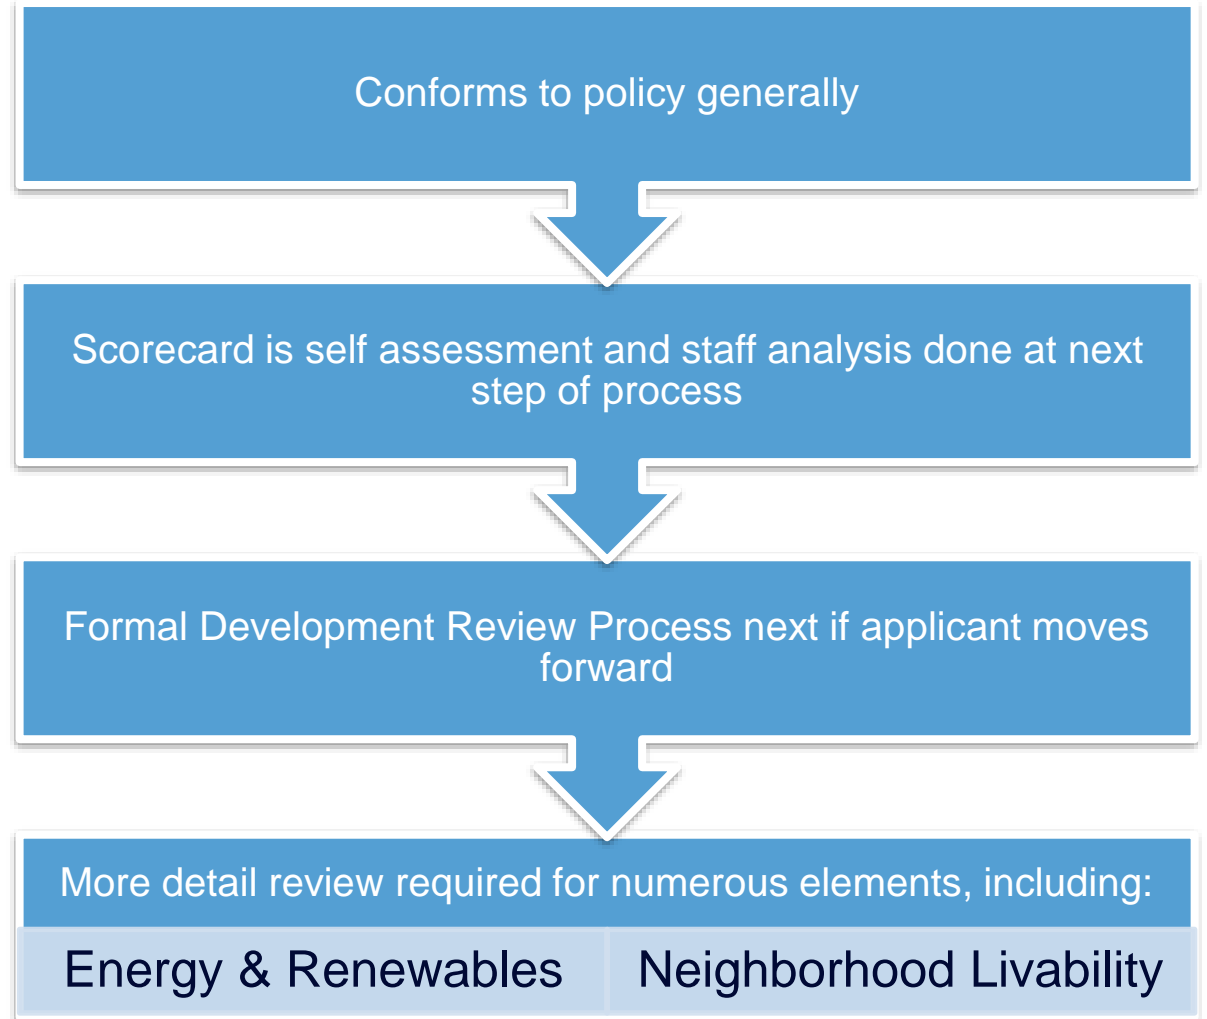 Conforms to policy generally
Scorecard is self assessment and staff analysis done at next
step of process
Formal Development Review Process next if applicant moves
forward
More detail review required for numerous elements, including:
Energy & Renewables
Neighborhood Livability